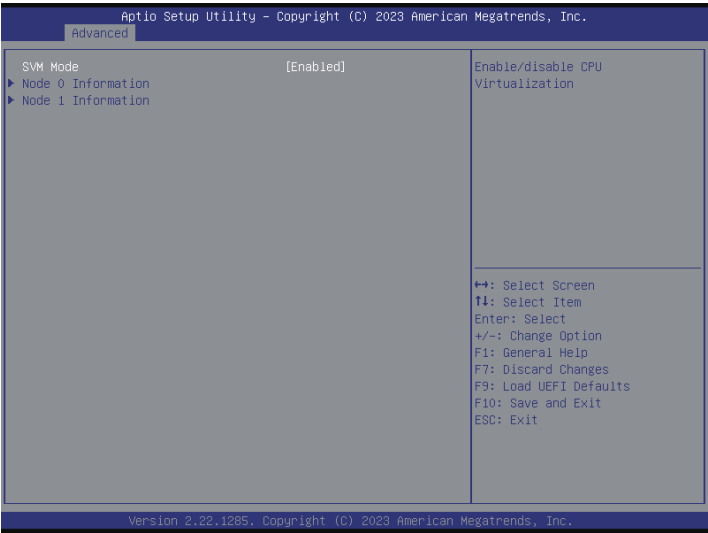 Aptio Setup Utility – Copyright (C) 2023 American Megatrends, Inc.
Advanced
SVM Mode [Enabled]
Node 0 Information
Node 1 Information
Enable/disable CPU
Virtualization
↔: Select Screen
↑↓: Select Item
Enter: Select
+/-: Change Option
F1: General Help
F7: Discard Changes
F9: Load UEFI Defaults
F10: Save and Exit
ESC: Exit
Version 2.22.1285. Copyright (C) 2023 American Megatrends, Inc.